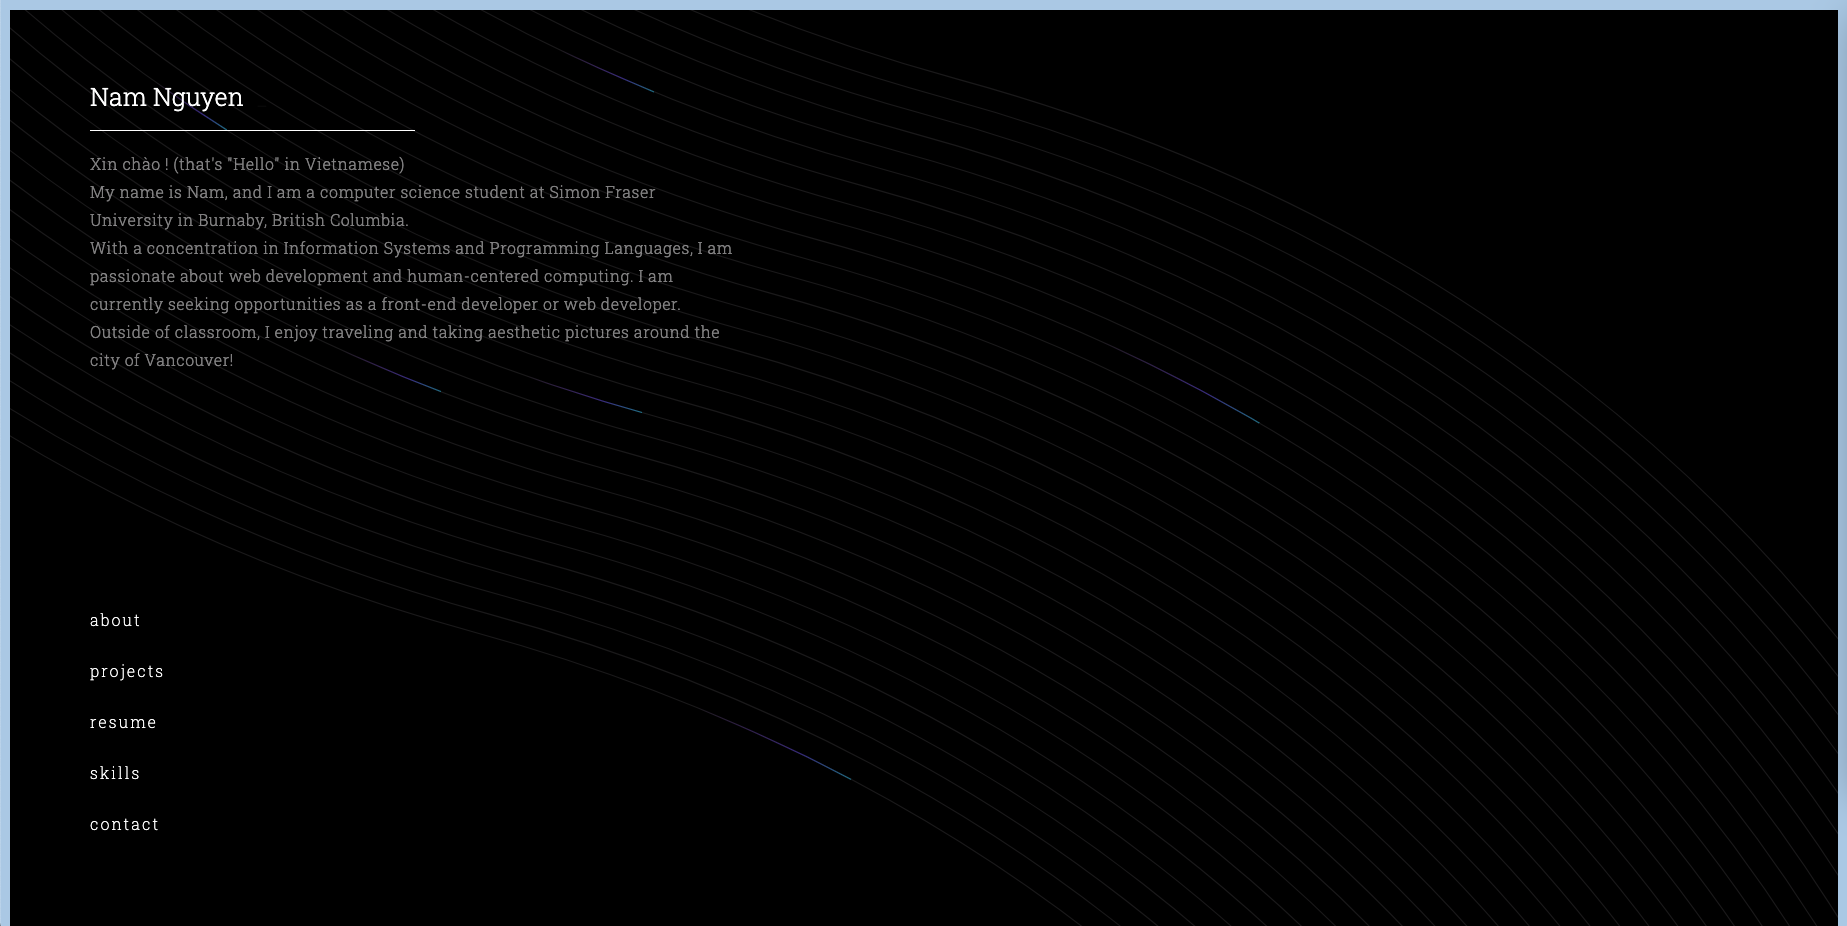 Nam Nguyen
Xin chào ! (that's "Hello" in Vietnamese)
My name is Nam, and I am a computer science student at Simon Fraser
University in Burnaby, British Columbia.
With a concentration in Information Systems and Programming Languages, I am
passionate about web development and human-centered computing. I am
currently seeking opportunities as a front-end developer or web developer.
Outside of classroom, I enjoy traveling and taking aesthetic pictures around the
city of Vancouver!
about
projects
resume
skills
contact